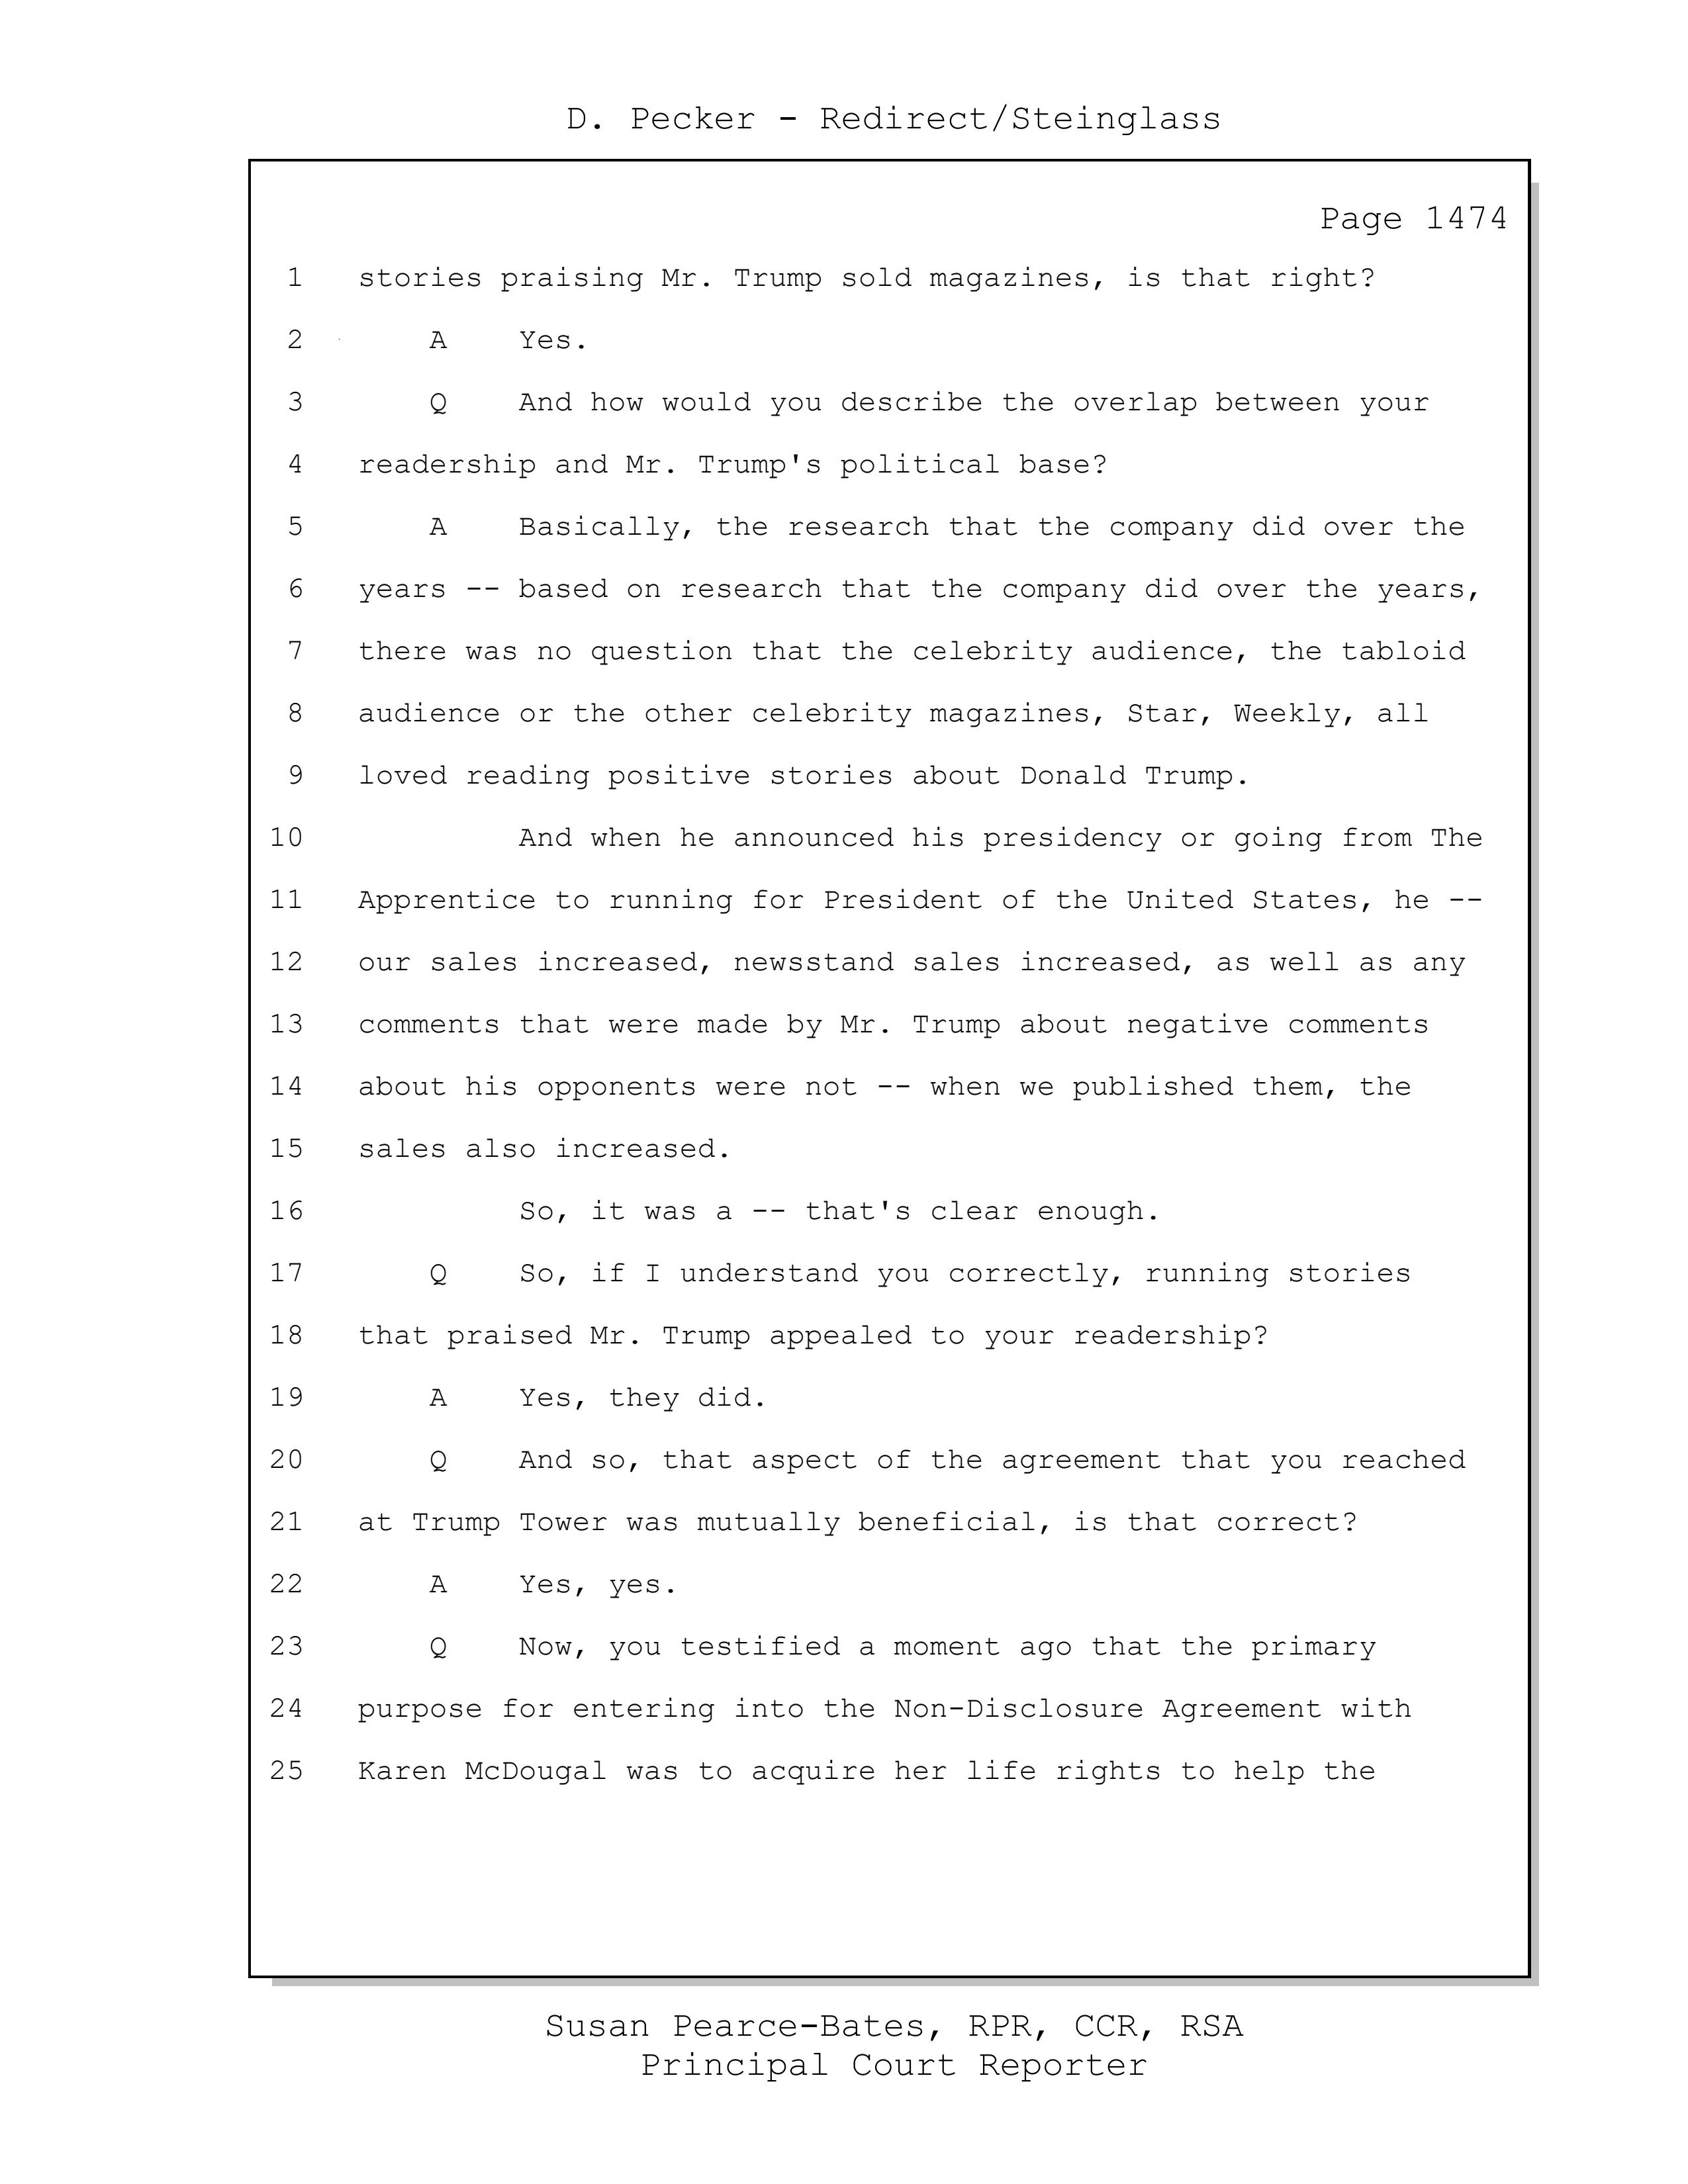 D. Pecker - Redirect/Steinglass
Page 1474
1 stories praising Mr. Trump sold magazines, is that right?
2 A Yes.
3 Q And how would you describe the overlap between your
4 readership and Mr. Trump's political base?
5 A Basically, the research that the company did over the
6 years -- based on research that the company did over the years,
7 there was no question that the celebrity audience, the tabloid
8 audience or the other celebrity magazines, Star, Weekly, all
9 loved reading positive stories about Donald Trump.
10 And when he announced his presidency or going from The
11 Apprentice to running for President of the United States, he --
12 our sales increased, newsstand sales increased, as well as any
13 comments that were made by Mr. Trump about negative comments
14 about his opponents were not -- when we published them, the
15 sales also increased.
16 So, it was a -- that's clear enough.
17 Q So, if I understand you correctly, running stories
18 that praised Mr. Trump appealed to your readership?
19 A Yes, they did.
20 Q And so, that aspect of the agreement that you reached
21 at Trump Tower was mutually beneficial, is that correct?
22 A Yes, yes.
23 Q Now, you testified a moment ago that the primary
24 purpose for entering into the Non-Disclosure Agreement with
25 Karen McDougal was to acquire her life rights to help the
Susan Pearce-Bates, RPR, CCR, RSA
Principal Court Reporter